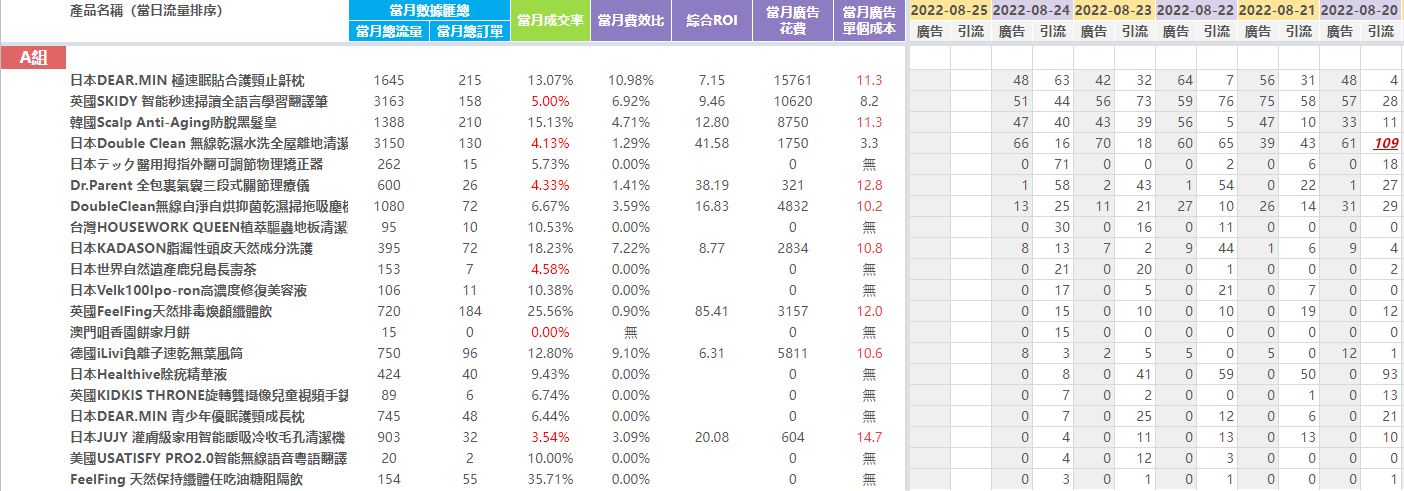 產品名稱（當日流量排序） 當月數據匯總 當月成交率 當月費效比 綜合ROI 當月廣告花費 當月廣告單個成本 2022-08-25 2022-08-24 2022-08-23 2022-08-22 2022-08-21 2022-08-20
當月總流量 當月總訂單 廣告 引流 廣告 引流 廣告 引流 廣告 引流 廣告 引流 廣告 引流
A組
日本DEAR.MIN 極速眠貼合護頸止鼾枕 1645 215 13.07% 10.98% 7.15 15761 11.3 48 63 42 32 64 7 56 31 48 4
英國SKIDY 智能秒速掃讀全語言學習翻譯筆 3163 158 5.00% 6.92% 9.46 10620 8.2 51 44 56 73 59 76 75 58 57 28
韓國Scalp Anti-Aging防脫黑髮皇 1388 210 15.13% 4.71% 12.80 8750 11.3 47 40 43 39 56 5 47 10 33 11
日本Double Clean 無線乾濕水洗全屋離地清潔 3150 130 4.13% 1.29% 41.58 1750 3.3 66 16 70 18 60 65 39 43 61 109
日本テック醫用拇指外翻可調節物理矯正器 262 15 5.73% 0.00% 0 無 0 71 0 0 0 2 0 6 0 18
Dr.Parent 全包裹氣嚢三段式關節理療儀 600 26 4.33% 1.41% 38.19 321 12.8 1 58 2 43 1 54 0 22 1 27
DoubleClean無線自淨自烘抑菌乾濕掃拖吸塵機 1080 72 6.67% 3.59% 16.83 4832 10.2 13 25 11 21 27 10 26 14 31 29
台灣HOUSEWORK QUEEN植萃驅蟲地板清潔 95 10 10.53% 0.00% 0 無 0 30 0 16 0 11 0 0 0 0
日本KADASON脂漏性頭皮天然成分洗護 395 72 18.23% 7.22% 8.77 2834 10.8 8 13 7 2 9 44 1 6 9 4
日本世界自然遺產鹿兒島長壽茶 153 7 4.58% 0.00% 0 無 0 21 0 20 0 1 0 0 0 2
日本Velk100lpo-ron高濃度修復美容液 106 11 10.38% 0.00% 0 無 0 17 0 5 0 21 0 7 0 0
英國FeelFing天然排毒煥顏纖體飲 720 184 25.56% 0.90% 85.41 3157 12.0 0 15 0 10 0 10 0 19 0 12
澳門咀香園餅家月餅 15 0 0.00% 無 0 無 0 15 0 0 0 0 0 0 0 0
德國iLivi負離子速乾無葉風筒 750 96 12.80% 9.10% 6.31 5811 10.6 8 3 2 5 5 0 5 0 12 1
日本Healthive除疣精華液 424 40 9.43% 0.00% 0 無 0 8 0 41 0 59 0 50 0 93
英國KIDKIS THRONE旋轉雙攝像兒童視頻手錶 89 6 6.74% 0.00% 0 無 0 7 0 2 0 0 0 1 0 13
日本DEAR.MIN 青少年優眠護頸成長枕 745 48 6.44% 0.00% 0 無 0 7 0 25 0 12 0 6 0 21
日本JUJY 灌膚級家用智能暖吸冷收毛孔清潔機 903 32 3.54% 3.09% 20.08 604 14.7 0 4 0 11 0 13 0 13 0 10
美國USATISFY PRO2.0智能無線語音粵語翻譯 20 2 10.00% 0.00% 0 無 0 4 0 12 0 3 0 0 0 0
FeelFing 天然保持纖體任吃油糖阻隔飲 154 55 35.71% 0.00% 0 無 0 3 0 1 0 1 0 0 0 1